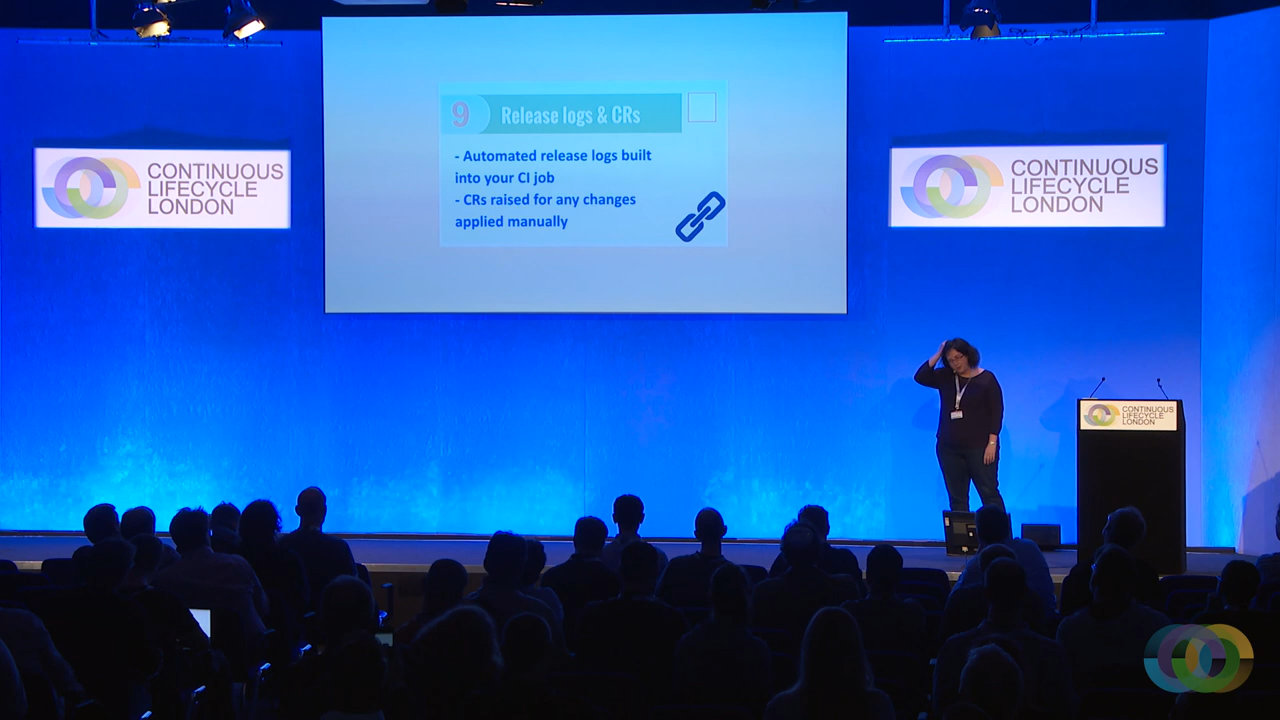 9 Release logs & CRs
- Automated release logs built
into your CI job
- CRs raised for any changes
applied manually
CONTINUOUS
LIFECYCLE
LONDON
CONTINUOUS
LIFECYCLE
LONDON
CONTINUOUS
LIFECYCLE
LONDON